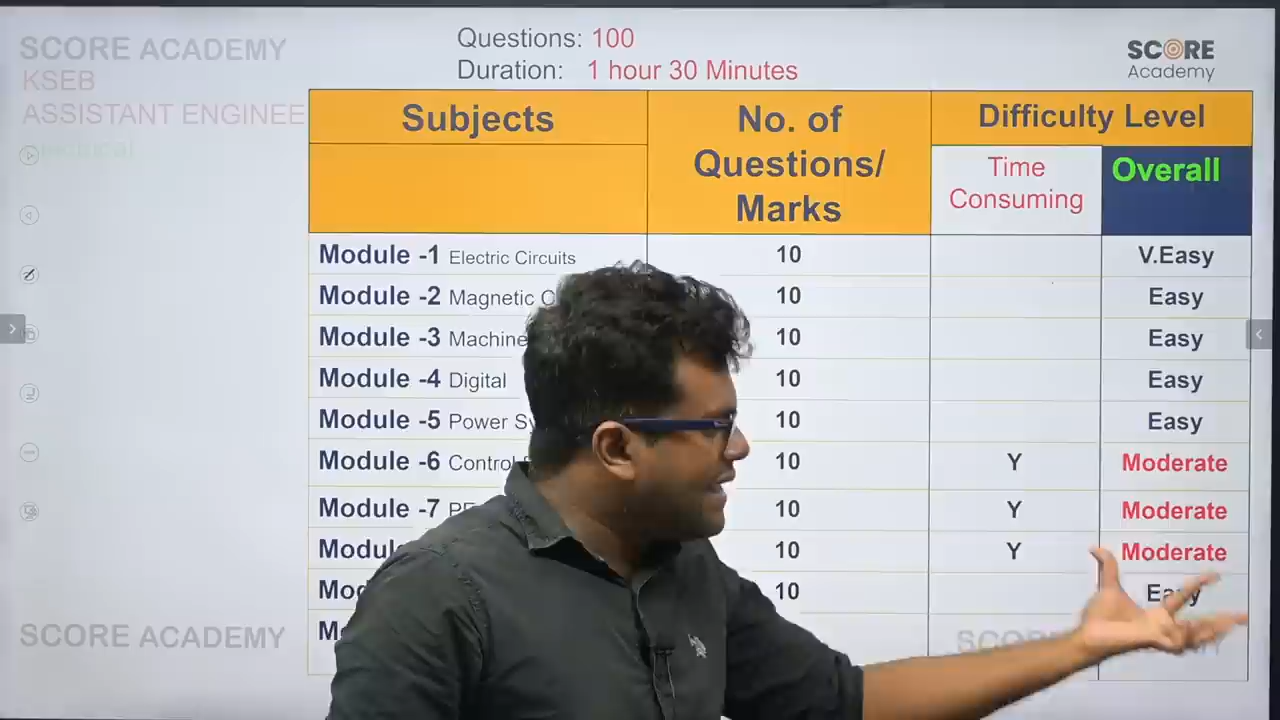 SCORE ACADEMY
KSEB
ASSISTANT ENGINEE
Questions: 100
Duration: 1 hour 30 Minutes
SCORE
Academy
Subjects
No. of
Questions/
Marks
Difficulty Level
Time
Consuming
Overall
Module -1 Electric Circuits 10 V.Easy
Module -2 Magnetic 10 Easy
Module -3 Machine 10 Easy
Module -4 Digital 10 Easy
Module -5 Power 10 Easy
Module -6 Control 10 Y Moderate
Module -7 10 Y Moderate
Modul 10 Y Moderate
10 Easy
SCORE ACADEMY